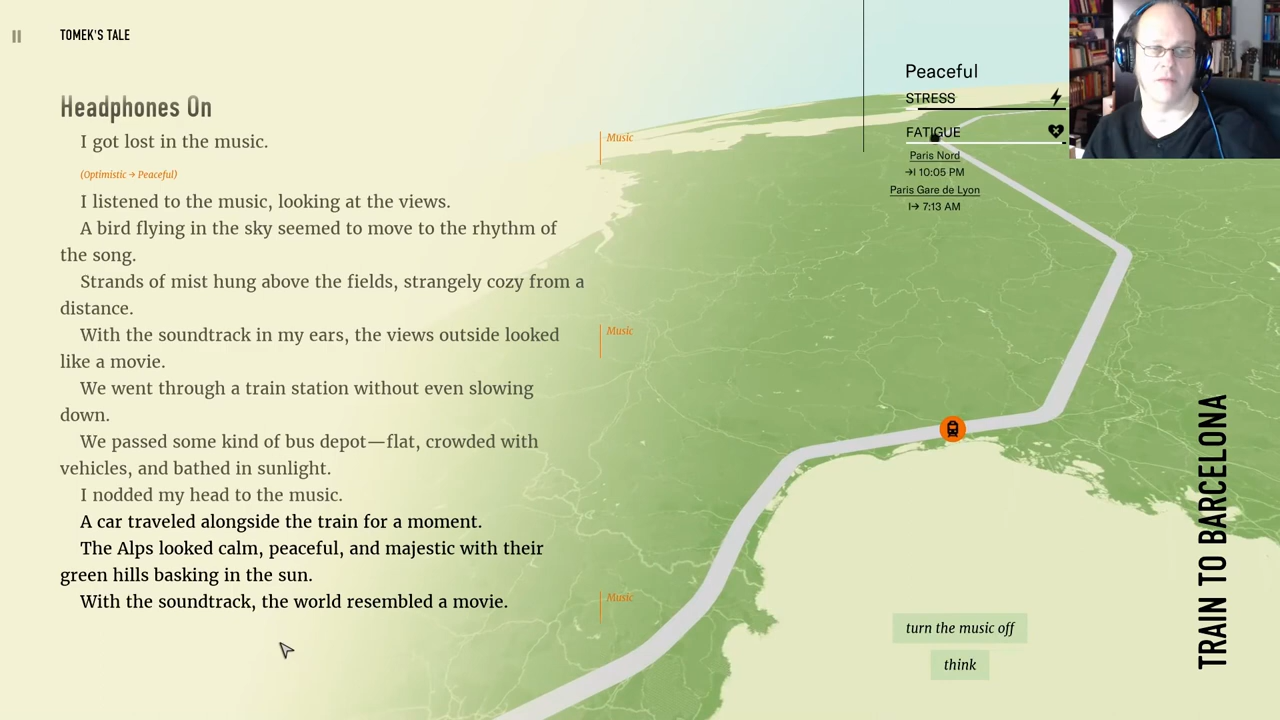 TOMEK'S TALE
Headphones On
I got lost in the music.
Music
(Optimistic → Peaceful)
I listened to the music, looking at the views.
A bird flying in the sky seemed to move to the rhythm of
the song.
Strands of mist hung above the fields, strangely cozy from a
distance.
With the soundtrack in my ears, the views outside looked
like a movie.
Music
We went through a train station without even slowing
down.
We passed some kind of bus depot—flat, crowded with
vehicles, and bathed in sunlight.
I nodded my head to the music.
A car traveled alongside the train for a moment.
The Alps looked calm, peaceful, and majestic with their
green hills basking in the sun.
With the soundtrack, the world resembled a movie.
Music
Peaceful
STRESS
FATIGUE
Paris Nord
→I 10:05 PM
Paris Gare de Lyon
I→ 7:13 AM
TRAIN TO BARCELONA
turn the music off
think